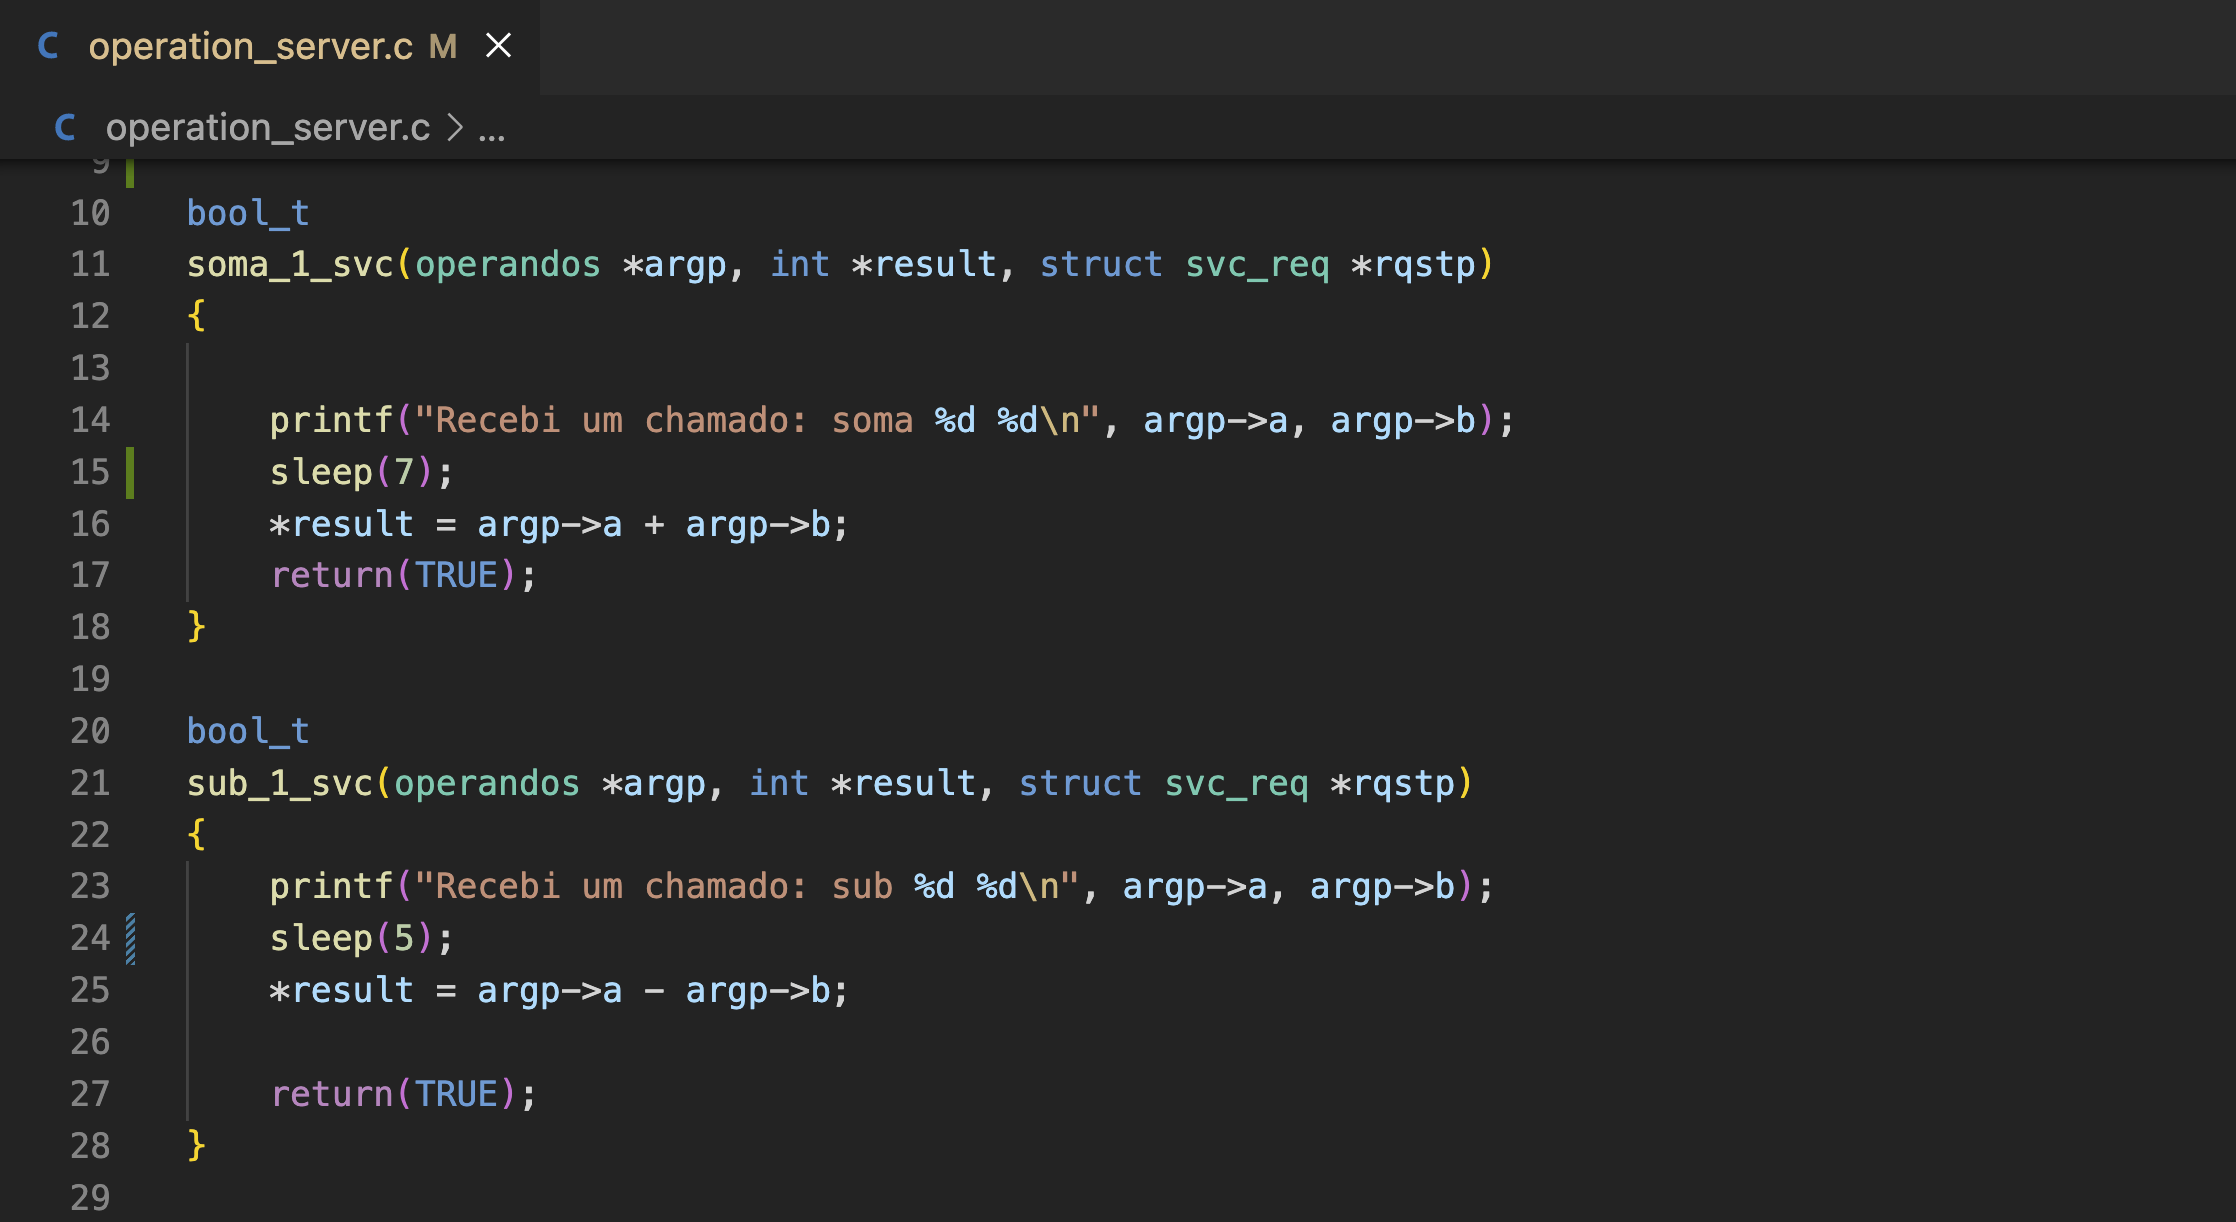 C operation_server.c M ×
C operation_server.c > ...
9
10 bool_t
11 soma_1_svc(operandos *argp, int *result, struct svc_req *rqstp)
12 {
13
14     printf("Recebi um chamado: soma %d %d\n", argp->a, argp->b);
15     sleep(7);
16     *result = argp->a + argp->b;
17     return(TRUE);
18 }
19
20 bool_t
21 sub_1_svc(operandos *argp, int *result, struct svc_req *rqstp)
22 {
23     printf("Recebi um chamado: sub %d %d\n", argp->a, argp->b);
24     sleep(5);
25     *result = argp->a - argp->b;
26
27     return(TRUE);
28 }
29